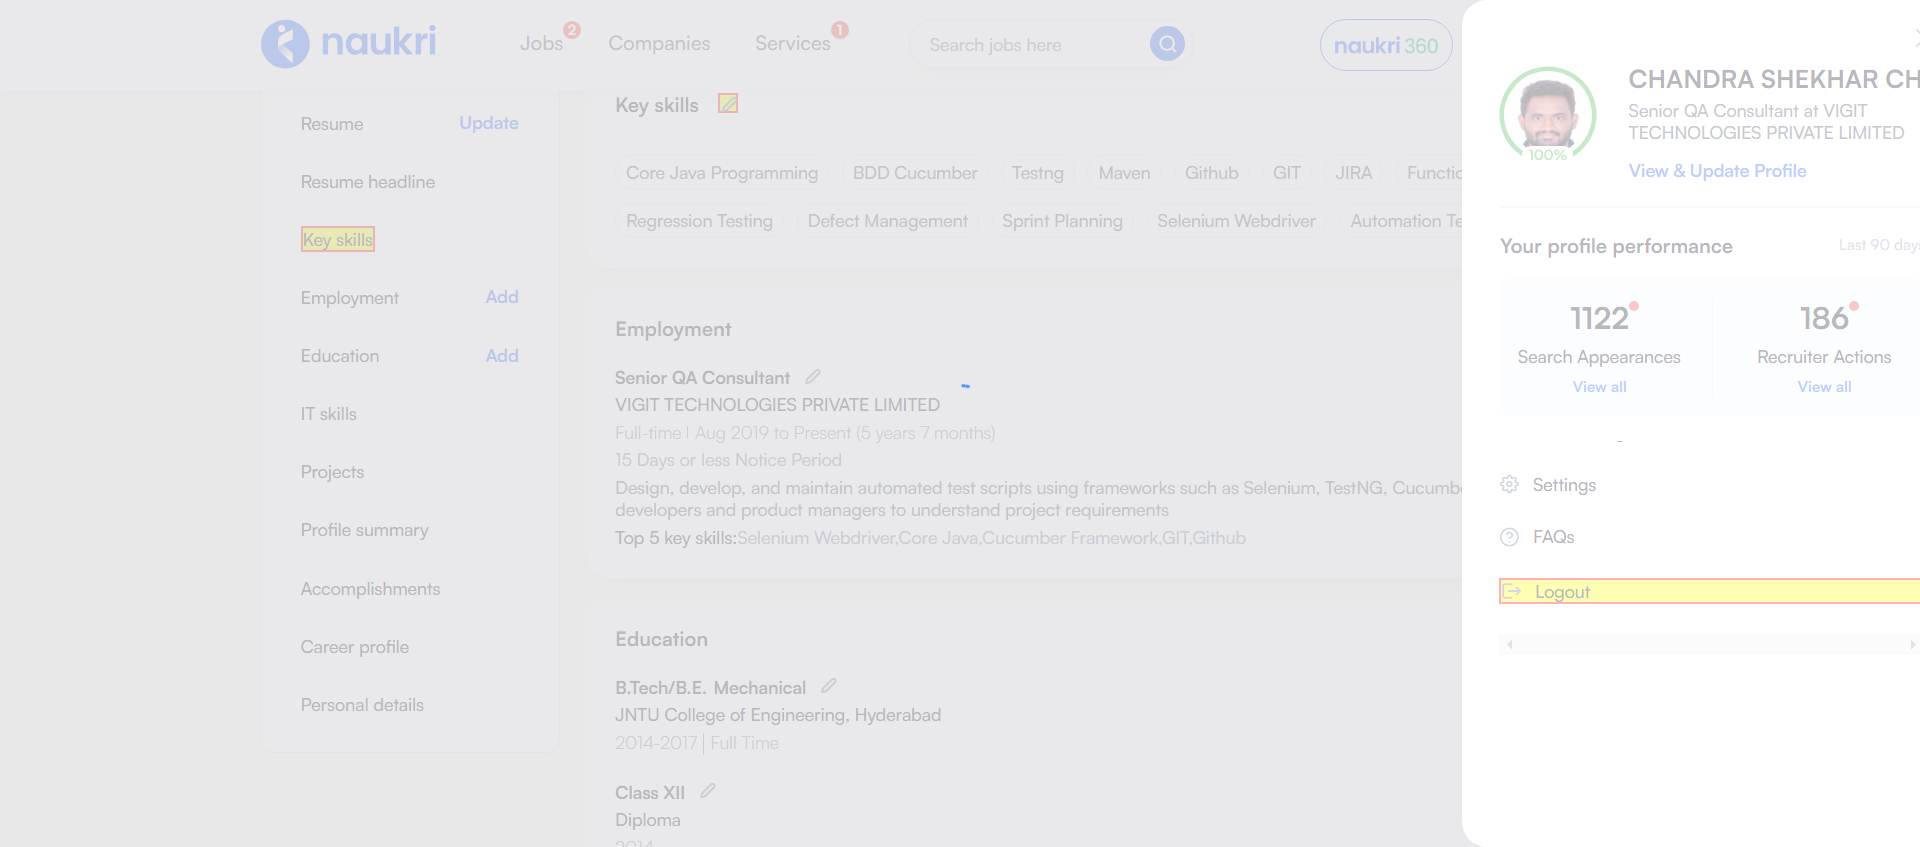 naukri
Jobs 2
Companies
Services 1
Search jobs here
naukri 360
Resume Update
Resume headline
Key skills
Employment Add
Education Add
IT skills
Projects
Profile summary
Accomplishments
Career profile
Personal details
Key skills
Core Java Programming BDD Cucumber Testng Maven Github GIT JIRA Functio
Regression Testing Defect Management Sprint Planning Selenium Webdriver Automation Te
Employment
Senior QA Consultant
VIGIT TECHNOLOGIES PRIVATE LIMITED
Full-time | Aug 2019 to Present (5 years 7 months)
15 Days or less Notice Period
Design, develop, and maintain automated test scripts using frameworks such as Selenium, TestNG, Cucumbe
developers and product managers to understand project requirements
Top 5 key skills:Selenium Webdriver,Core Java,Cucumber Framework,GIT,Github
Education
B.Tech/B.E. Mechanical
JNTU College of Engineering, Hyderabad
2014-2017 | Full Time
Class XII
Diploma
2014
CHANDRA SHEKHAR CH
Senior QA Consultant at VIGIT
TECHNOLOGIES PRIVATE LIMITED
100%
View & Update Profile
Your profile performance Last 90 days
1122 186
Search Appearances Recruiter Actions
View all View all
-
Settings
FAQs
Logout